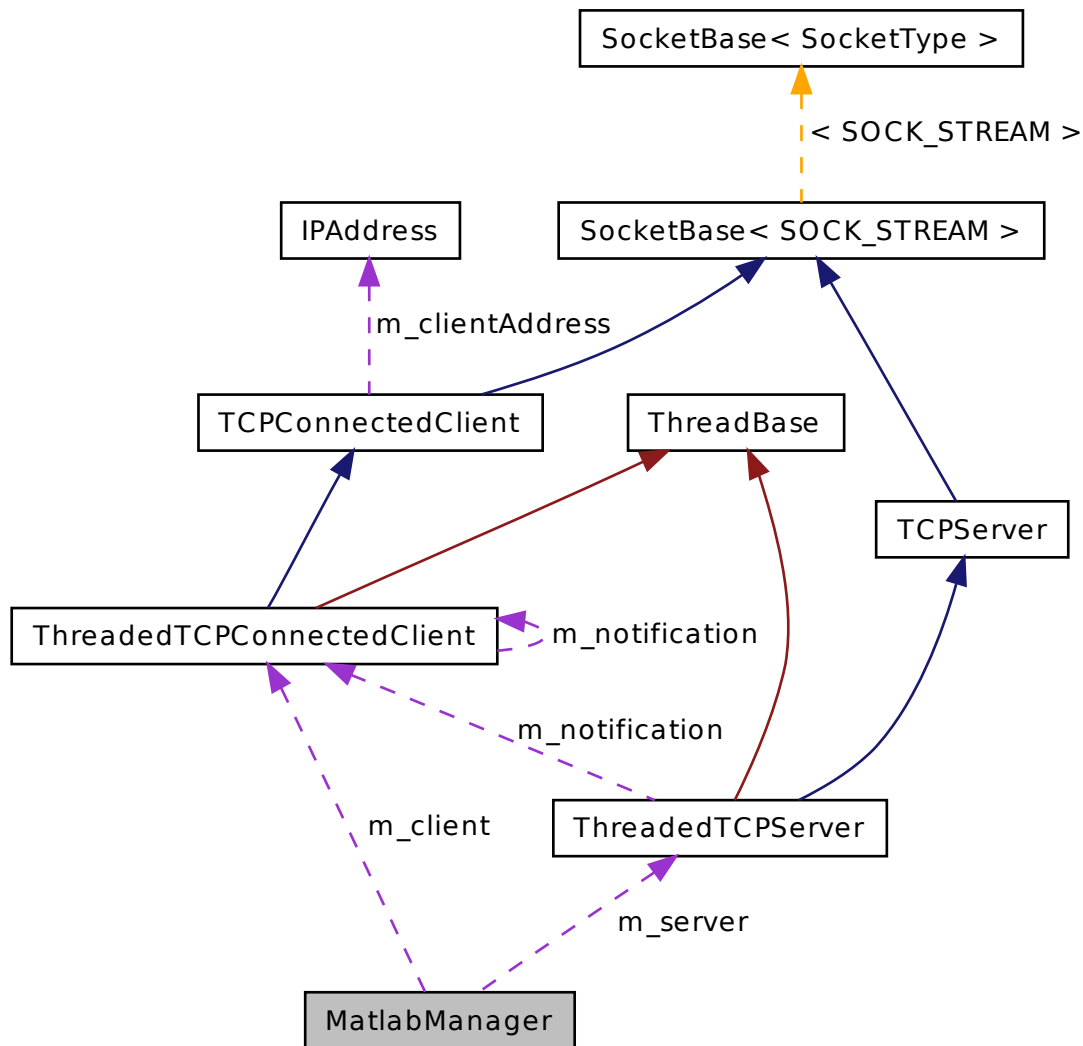 SocketBase< SocketType >
< SOCK_STREAM >
IPAddress
SocketBase< SOCK_STREAM >
m_clientAddress
TCPConnectedClient
ThreadBase
TCPServer
ThreadedTCPConnectedClient
m_notification
m_notification
m_client
ThreadedTCPServer
m_server
MatlabManager